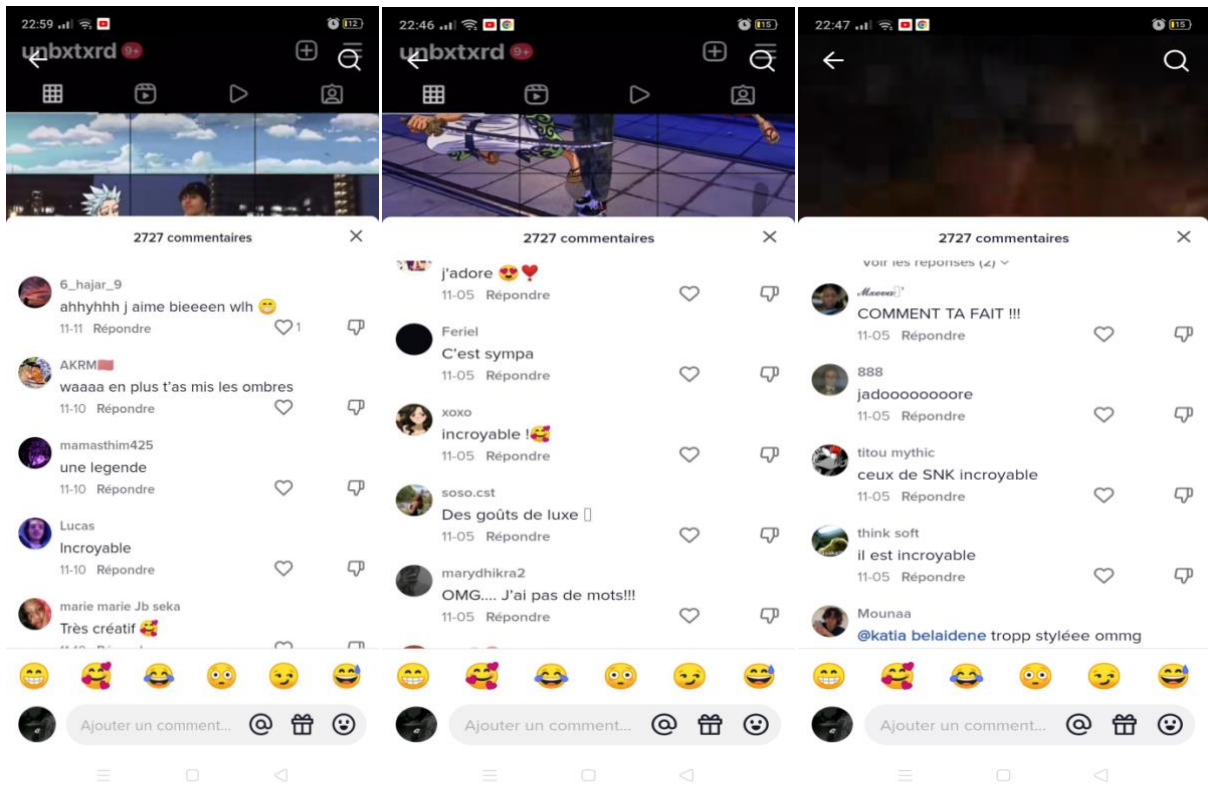 22:59
12
unbxtxrd 9+
2727 commentaires
6_hajar_9
ahhyhhh j aime bieeeen wlh 😁
11-11 Répondre
1
AKRM
waaaa en plus t'as mis les ombres
11-10 Répondre
mamasthim425
une legende
11-10 Répondre
Lucas
Incroyable
11-10 Répondre
marie marie Jb seka
Très créatif 🥰
Ajouter un comment...
22:46
15
unbxtxrd 9+
2727 commentaires
j'adore 😍❣️
11-05 Répondre
Feriel
C'est sympa
11-05 Répondre
xoxo
incroyable !🥰
11-05 Répondre
soso.cst
Des goûts de luxe
11-05 Répondre
marydhikra2
OMG.... J'ai pas de mots!!!
11-05 Répondre
Ajouter un comment...
22:47
15
2727 commentaires
Voir les réponses (2)
COMMENT TA FAIT !!!
11-05 Répondre
888
jadooooooooore
11-05 Répondre
titou mythic
ceux de SNK incroyable
11-05 Répondre
think soft
il est incroyable
11-05 Répondre
Mounaa
@katia belaidene tropp styléee ommg
Ajouter un comment...